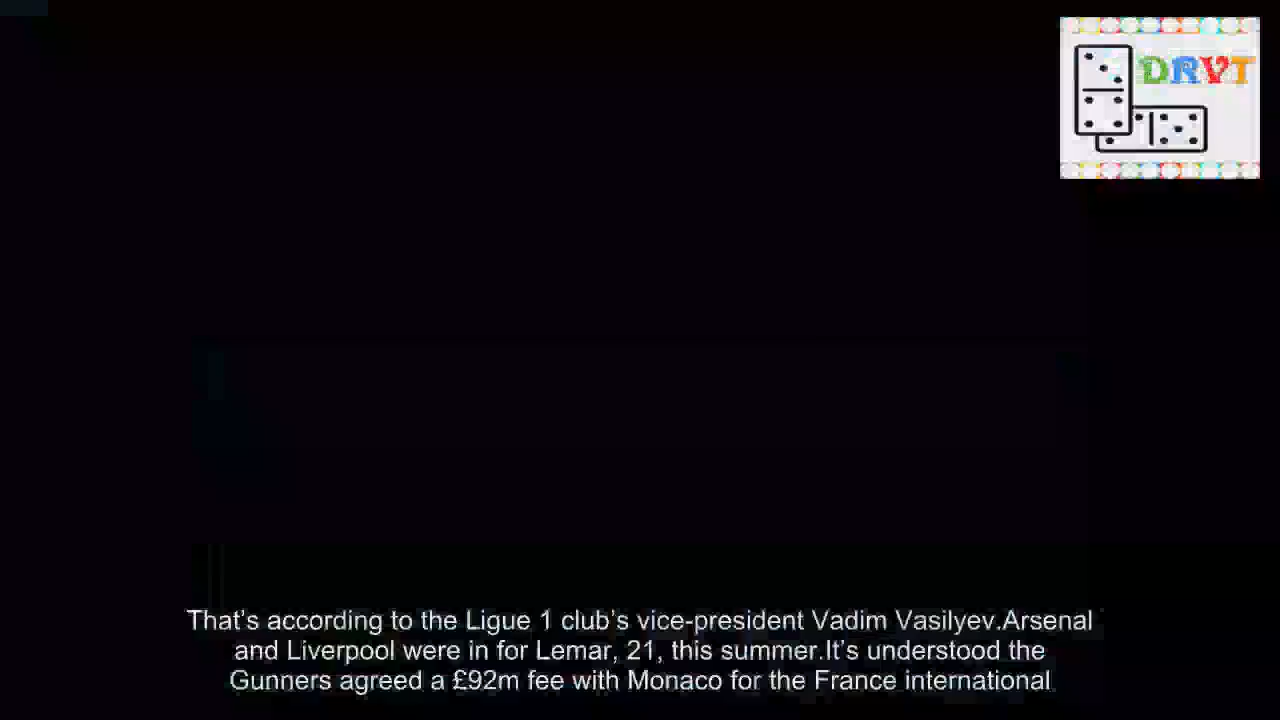 DRVT
That’s according to the Ligue 1 club’s vice-president Vadim Vasilyev.Arsenal
and Liverpool were in for Lemar, 21, this summer.It’s understood the
Gunners agreed a £92m fee with Monaco for the France international